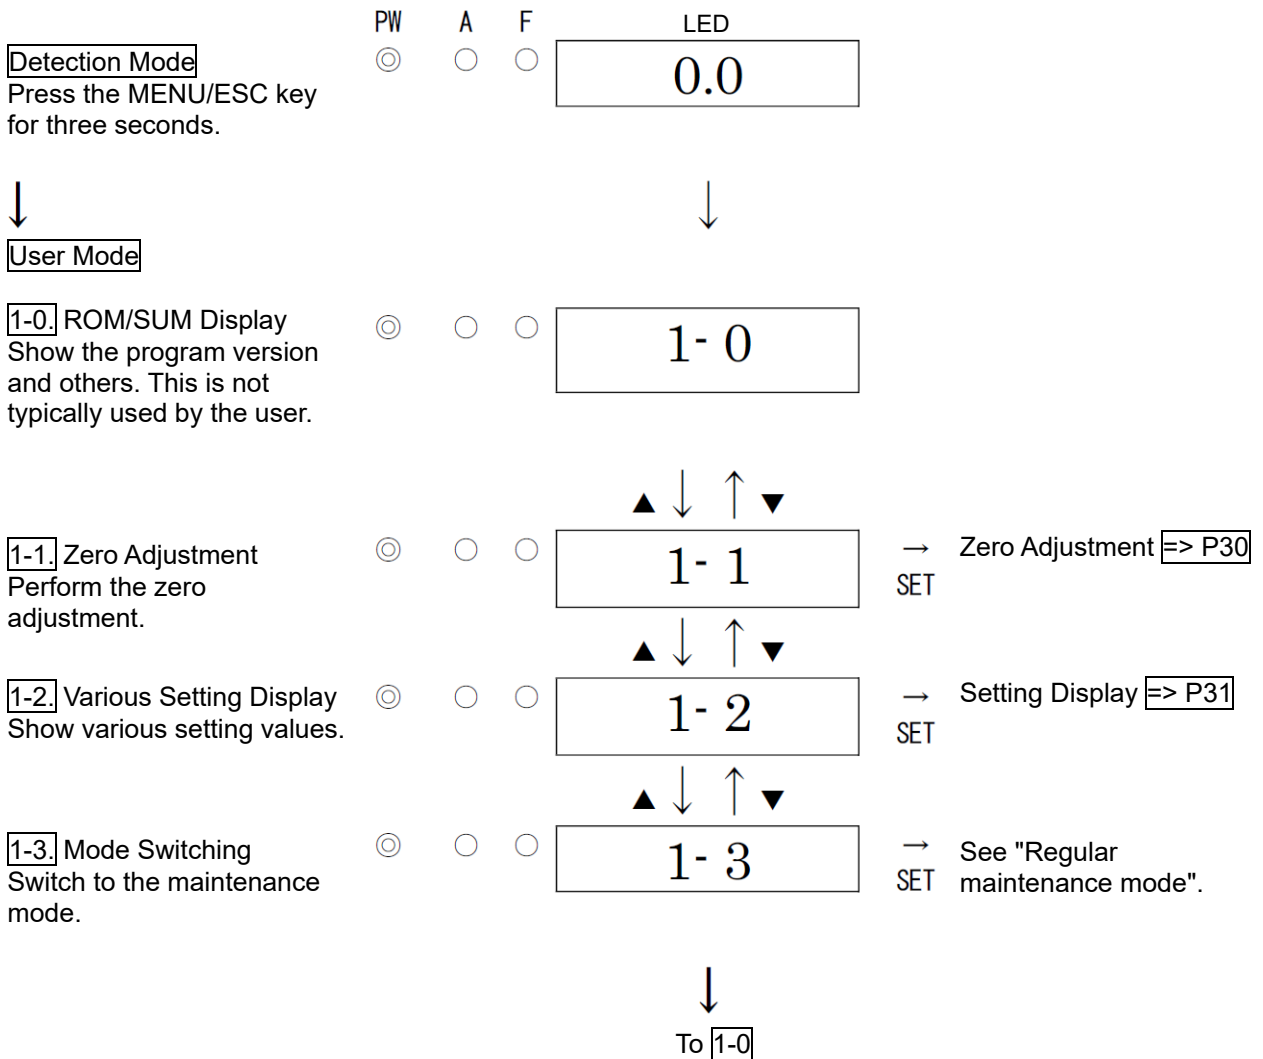 PW A F LED
Detection Mode ◎ ○ ○ 0.0
Press the MENU/ESC key
for three seconds.
↓ ↓
User Mode
1-0. ROM/SUM Display ◎ ○ ○ 1- 0
Show the program version
and others. This is not
typically used by the user.
▲ ↓ ↑ ▼
1-1. Zero Adjustment ◎ ○ ○ 1- 1 → Zero Adjustment => P30
Perform the zero SET
adjustment.
▲ ↓ ↑ ▼
1-2. Various Setting Display ◎ ○ ○ 1- 2 → Setting Display => P31
Show various setting values. SET
▲ ↓ ↑ ▼
1-3. Mode Switching ◎ ○ ○ 1- 3 → See "Regular
Switch to the maintenance SET maintenance mode".
mode.
↓
To 1-0